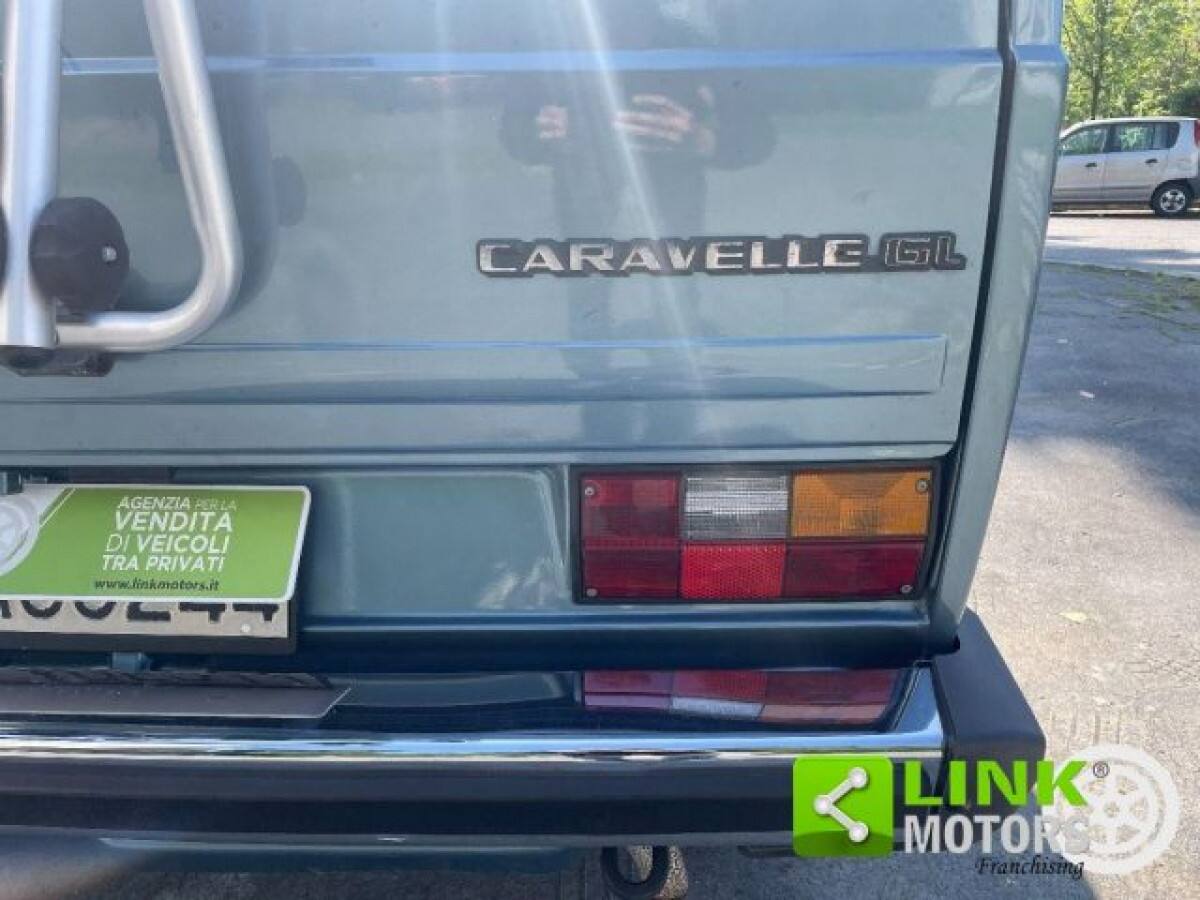 CARAVELLE GL
AGENZIA PER LA
VENDITA
DI VEICOLI
TRA PRIVATI
www.linkmotors.it
LINK®
MOTORS
Franchising